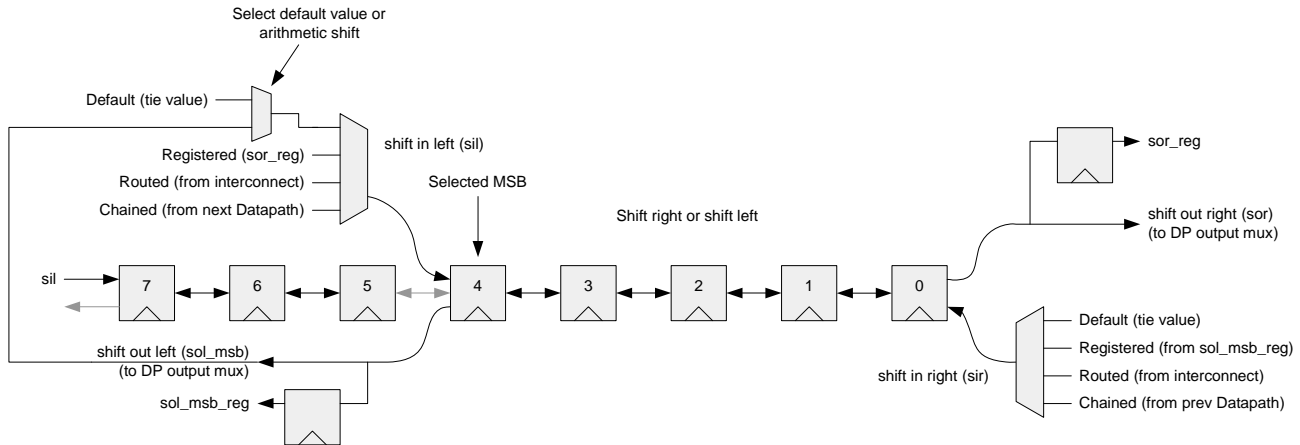 Select default value or
arithmetic shift
Default (tie value)
shift in left (sil)
Registered (sor_reg)
Routed (from interconnect)
Chained (from next Datapath)
Selected MSB
Shift right or shift left
sor_reg
shift out right (sor)
(to DP output mux)
sil
7
6
5
4
3
2
1
0
shift out left (sol_msb)
(to DP output mux)
sol_msb_reg
shift in right (sir)
Default (tie value)
Registered (from sol_msb_reg)
Routed (from interconnect)
Chained (from prev Datapath)